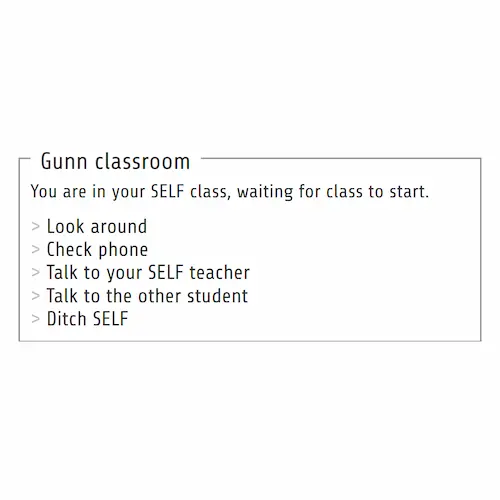 Gunn classroom
You are in your SELF class, waiting for class to start.
> Look around
> Check phone
> Talk to your SELF teacher
> Talk to the other student
> Ditch SELF